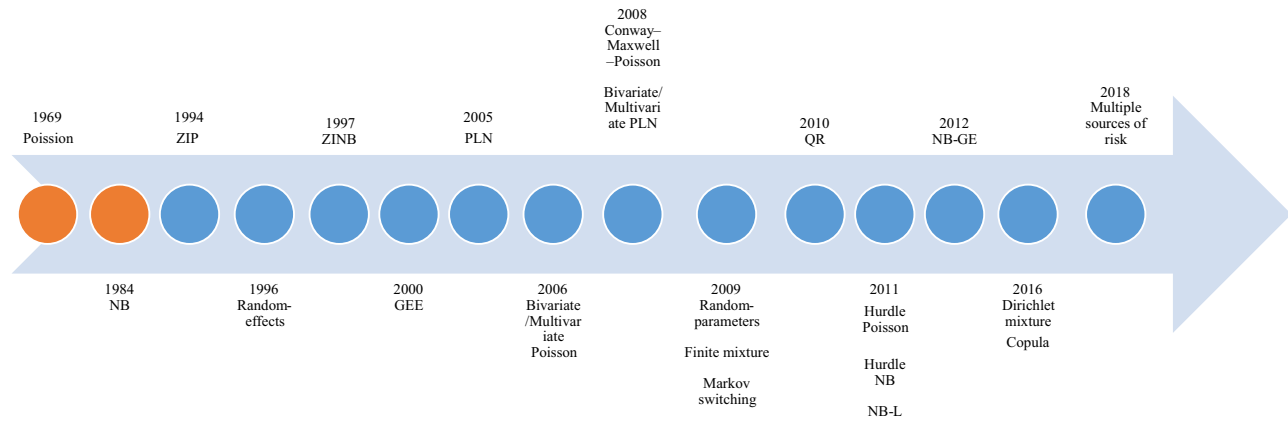 1969
Poission
1984
NB
1994
ZIP
1996
Random-
effects
1997
ZINB
2000
GEE
2005
PLN
2006
Bivariate
/Multivar
iate
Poisson
2008
Conway–
Maxwell
–Poisson
Bivariate/
Multivari
ate PLN
2009
Random-
parameters
Finite mixture
Markov
switching
2010
QR
2011
Hurdle
Poisson
Hurdle
NB
NB-L
2012
NB-GE
2016
Dirichlet
mixture
Copula
2018
Multiple
sources of
risk